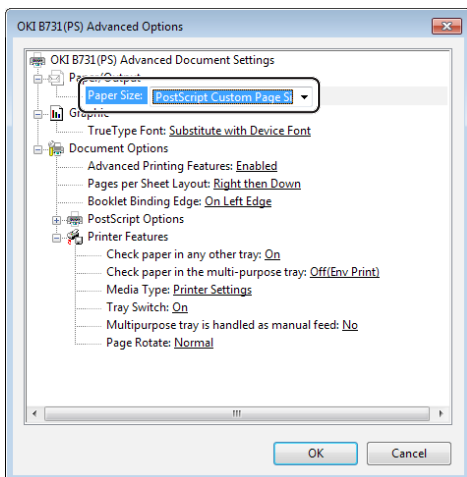 OKI B731(PS) Advanced Options
OKI B731(PS) Advanced Document Settings
Paper/Output
Paper Size: PostScript Custom Page Si
Graphic
TrueType Font: Substitute with Device Font
Document Options
Advanced Printing Features: Enabled
Pages per Sheet Layout: Right then Down
Booklet Binding Edge: On Left Edge
PostScript Options
Printer Features
Check paper in any other tray: On
Check paper in the multi-purpose tray: Off(Env Print)
Media Type: Printer Settings
Tray Switch: On
Multipurpose tray is handled as manual feed: No
Page Rotate: Normal
OK Cancel